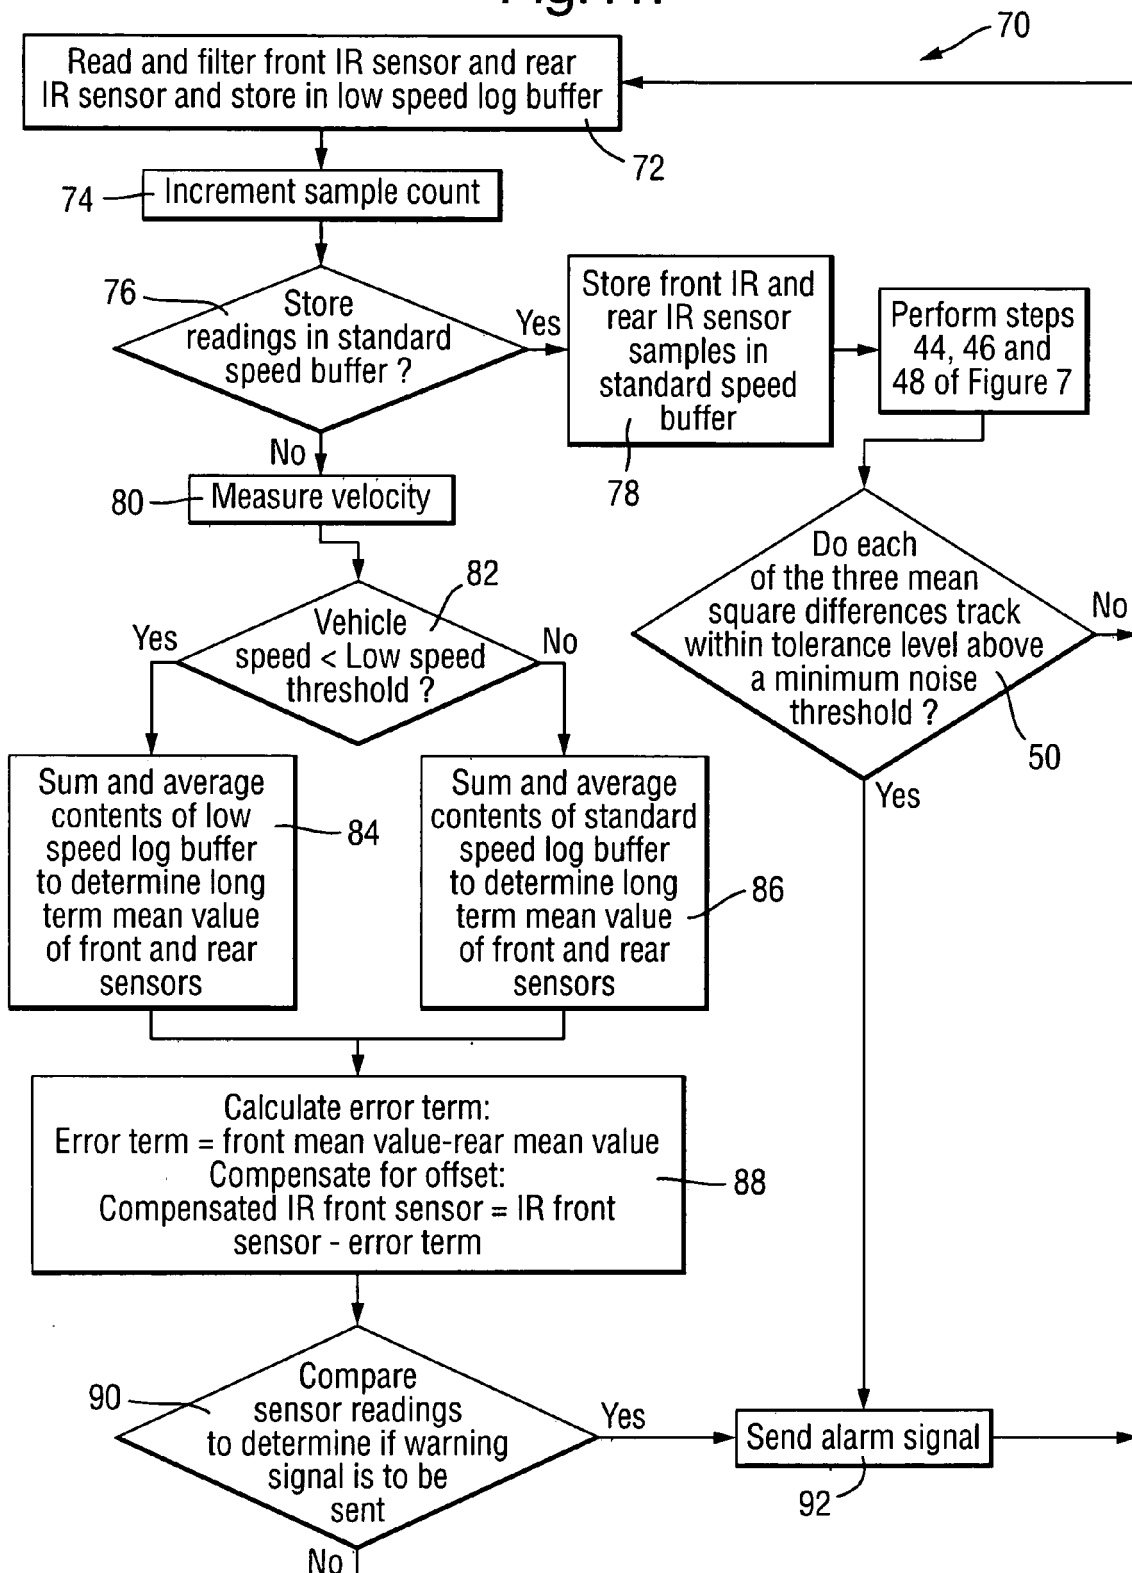 70
Read and filter front IR sensor and rear
IR sensor and store in low speed log buffer
72
74
Increment sample count
76
Store
readings in standard
speed buffer ?
Yes
No
Store front IR and
rear IR sensor
samples in
standard speed
buffer
78
Perform steps
44, 46 and
48 of Figure 7
80
Measure velocity
Do each
of the three mean
square differences track
within tolerance level above
a minimum noise
threshold ?
No
50
Yes
82
Vehicle
speed < Low speed
threshold ?
Yes
No
Sum and average
contents of low
speed log buffer
to determine long
term mean value
of front and rear
sensors
84
Sum and average
contents of standard
speed log buffer
to determine long
term mean value
of front and rear
sensors
86
Calculate error term:
Error term = front mean value-rear mean value
Compensate for offset:
Compensated IR front sensor = IR front
sensor - error term
88
90
Compare
sensor readings
to determine if warning
signal is to be
sent
Yes
Send alarm signal
92
No